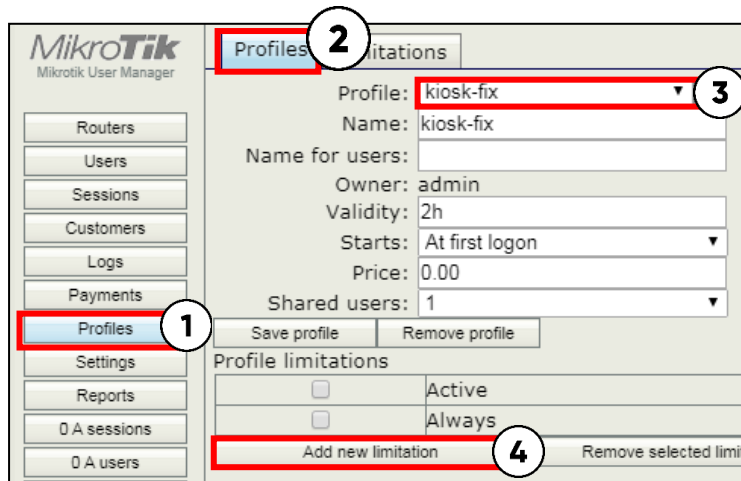 MikroTik
Mikrotik User Manager
Routers
Users
Sessions
Customers
Logs
Payments
Profiles 1
Settings
Reports
0 A sessions
0 A users
Profiles 2 itations
Profile: kiosk-fix 3
Name: kiosk-fix
Name for users:
Owner: admin
Validity: 2h
Starts: At first logon
Price: 0.00
Shared users: 1
Save profile Remove profile
Profile limitations
Active
Always
Add new limitation 4 Remove selected limi